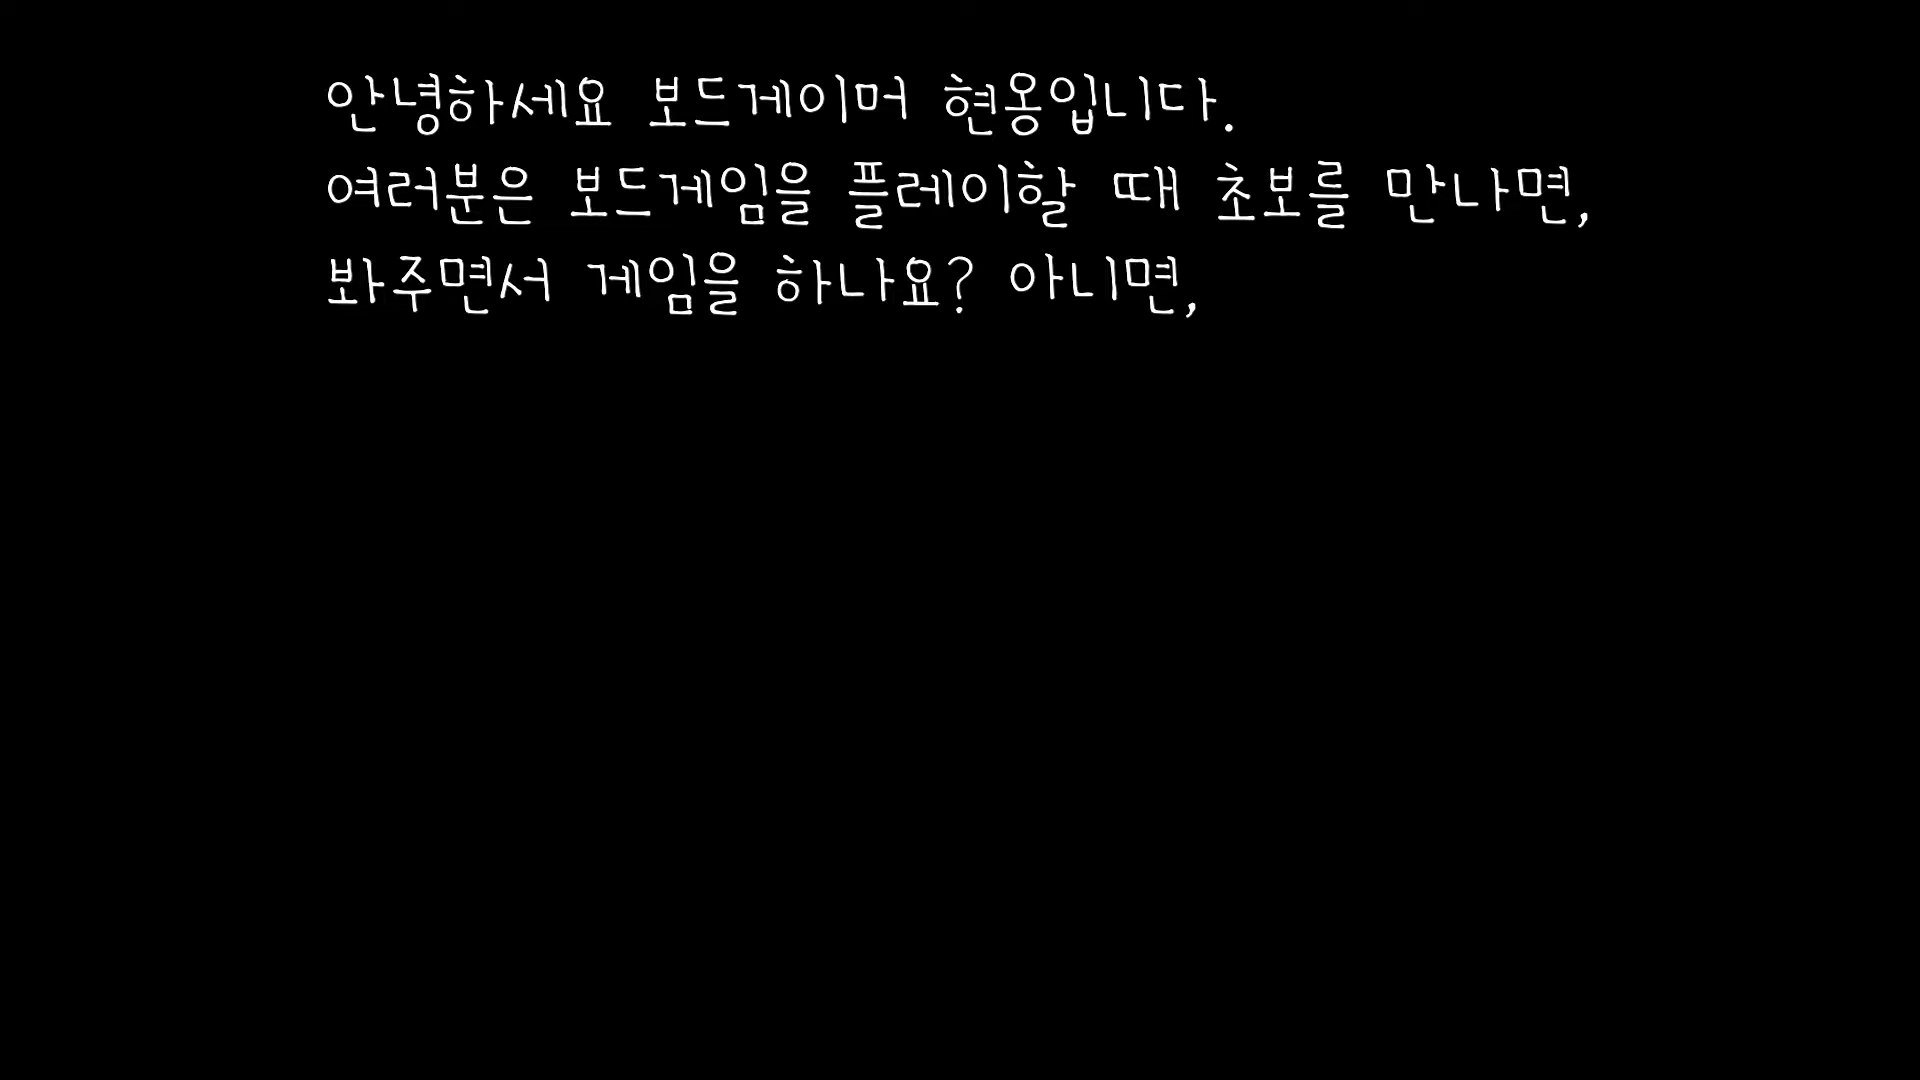 안녕하세요 보드게이머 현옹입니다.
여러분은 보드게임을 플레이할 때 초보를 만나면,
봐주면서 게임을 하나요? 아니면,